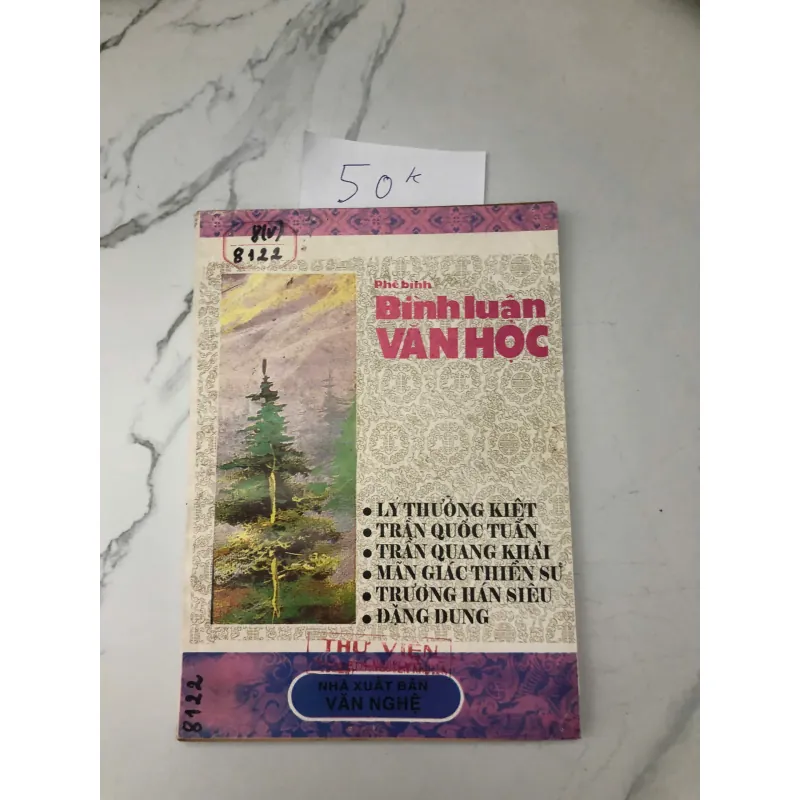 50k
8(V)
8122
Phê bình
Bình luận
VĂN HỌC
• LÝ THƯỜNG KIỆT
• TRẦN QUỐC TUẤN
• TRẦN QUANG KHẢI
• MÃN GIÁC THIỀN SƯ
• TRƯƠNG HÁN SIÊU
• ĐẶNG DUNG
THƯ VIỆN
NHÀ XUẤT BẢN
VĂN NGHỆ
8122